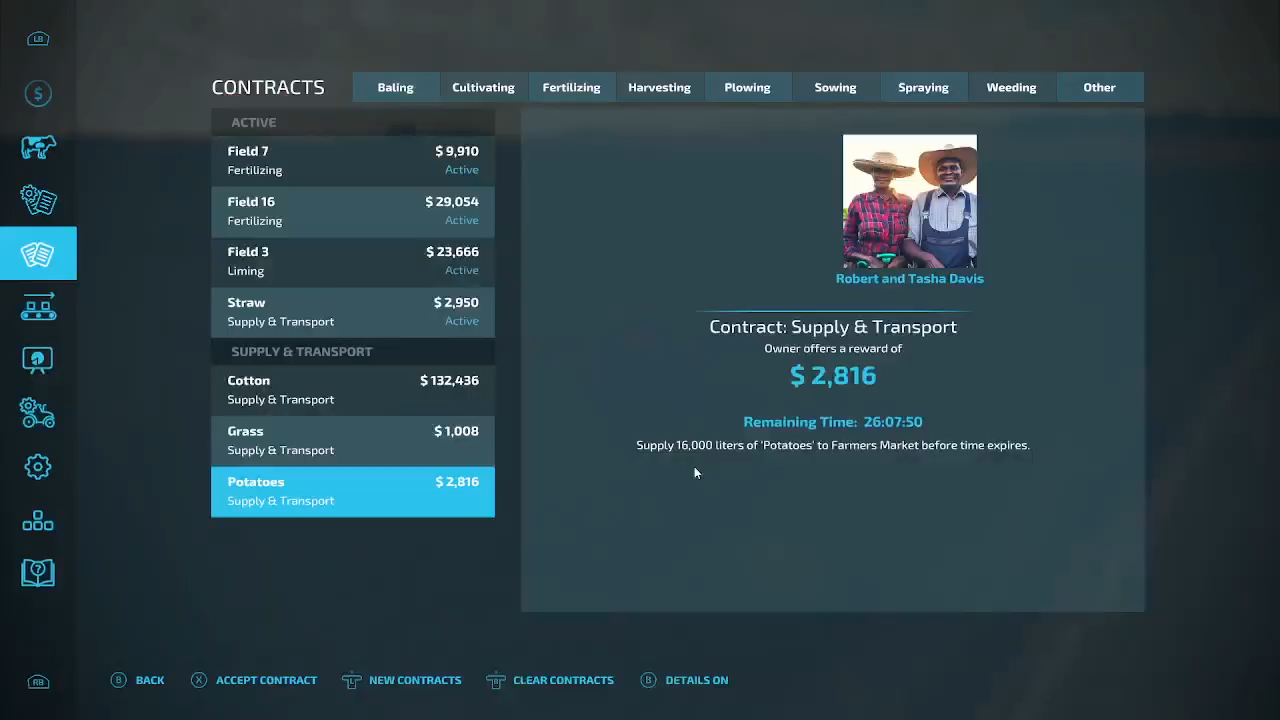 LB
CONTRACTS
Baling
Cultivating
Fertilizing
Harvesting
Plowing
Sowing
Spraying
Weeding
Other
$
ACTIVE
Field 7 $ 9,910
Fertilizing Active
Field 16 $ 29,054
Fertilizing Active
Field 3 $ 23,666
Liming Active
Straw $ 2,950
Supply & Transport Active
SUPPLY & TRANSPORT
Cotton $ 132,436
Supply & Transport
Grass $ 1,008
Supply & Transport
Potatoes $ 2,816
Supply & Transport
Robert and Tasha Davis
Contract: Supply & Transport
Owner offers a reward of
$ 2,816
Remaining Time: 26:07:50
Supply 16,000 liters of 'Potatoes' to Farmers Market before time expires.
?
RB
B BACK
X ACCEPT CONTRACT
L NEW CONTRACTS
R CLEAR CONTRACTS
B DETAILS ON